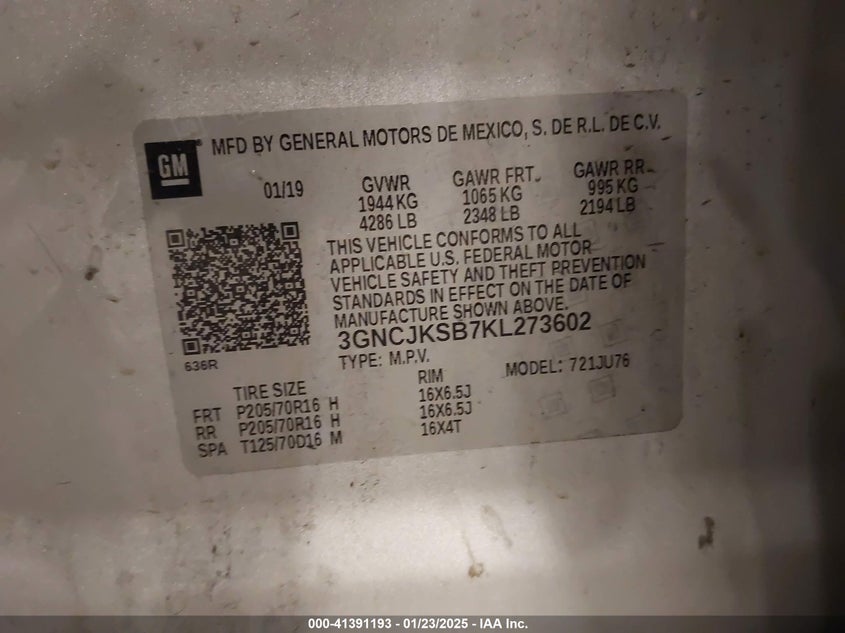 GM
MFD BY GENERAL MOTORS DE MEXICO, S. DE R.L. DE C.V.
01/19
GVWR GAWR FRT. GAWR RR
1944 KG 1065 KG 995 KG
4286 LB 2348 LB 2194 LB
THIS VEHICLE CONFORMS TO ALL
APPLICABLE U.S. FEDERAL MOTOR
VEHICLE SAFETY AND THEFT PREVENTION
STANDARDS IN EFFECT ON THE DATE OF
MANUFACTURE SHOWN ABOVE.
3GNCJKSB7KL273602
636R
TYPE: M.P.V.
MODEL: 721JU76
TIRE SIZE RIM
FRT P205/70R16 H 16X6.5J
RR P205/70R16 H 16X6.5J
SPA T125/70D16 M 16X4T
000-41391193 - 01/23/2025 - IAA Inc.